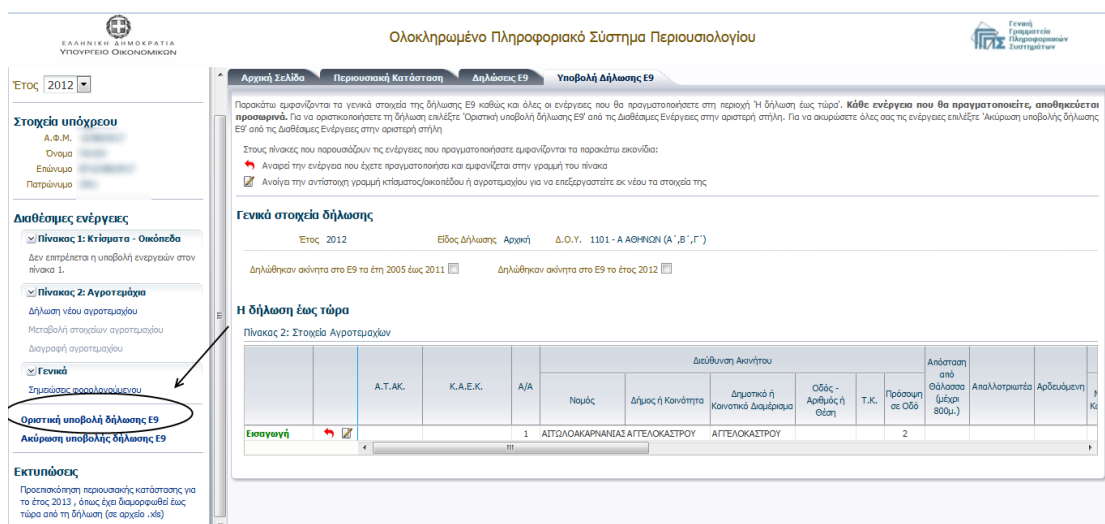 ΕΛΛΗΝΙΚΗ ΔΗΜΟΚΡΑΤΙΑ
ΥΠΟΥΡΓΕΙΟ ΟΙΚΟΝΟΜΙΚΩΝ
Ολοκληρωμένο Πληροφοριακό Σύστημα Περιουσιολογίου
Γενική
Γραμματεία
Πληροφοριακών
Συστημάτων
Έτος 2012
Στοιχεία υπόχρεου
Α.Φ.Μ.
Όνομα
Επώνυμο
Πατρώνυμο
Διαθέσιμες ενέργειες
Πίνακας 1: Κτίσματα - Οικόπεδα
Δεν επιτρέπεται η υποβολή ενεργειών στον
πίνακα 1.
Πίνακας 2: Αγροτεμάχια
Δήλωση νέου αγροτεμαχίου
Μεταβολή στοιχείων αγροτεμαχίου
Διαγραφή αγροτεμαχίου
Γενικά
Σημειώσεις φορολογούμενου
Οριστική υποβολή δήλωσης Ε9
Ακύρωση υποβολής δήλωσης Ε9
Εκτυπώσεις
Προεπισκόπηση περιουσιακής κατάστασης για
το έτος 2013 , όπως έχει διαμορφωθεί έως
τώρα από τη δήλωση (σε αρχείο .xls)
Αρχική Σελίδα Περιουσιακή Κατάσταση Δηλώσεις Ε9 Υποβολή Δήλωσης Ε9
Παρακάτω εμφανίζονται τα γενικά στοιχεία της δήλωσης Ε9 καθώς και όλες οι ενέργειες που θα πραγματοποιήσετε στη περιοχή 'Η δήλωση έως τώρα'. Κάθε ενέργεια που θα πραγματοποιείτε, αποθηκεύεται
προσωρινά. Για να οριστικοποιήσετε τη δήλωση επιλέξτε 'Οριστική υποβολή δήλωσης Ε9' από τις Διαθέσιμες Ενέργειες στην αριστερή στήλη. Για να ακυρώσετε όλες σας τις ενέργειες επιλέξτε 'Ακύρωση υποβολής δήλωσης
Ε9' από τις Διαθέσιμες Ενέργειες στην αριστερή στήλη
Στους πίνακες που παρουσιάζουν τις ενέργειες που πραγματοποιήσατε εμφανίζονται τα παρακάτω εικονίδια:
Αναιρεί την ενέργεια που έχετε πραγματοποιήσει και εμφανίζεται στην γραμμή του πίνακα
Ανοίγει την αντίστοιχη γραμμή κτίσματος/οικοπέδου ή αγροτεμαχίου για να επεξεργαστείτε εκ νέου τα στοιχεία της
Γενικά στοιχεία δήλωσης
Έτος 2012 Είδος Δήλωσης Αρχική Δ.Ο.Υ. 1101 - Α ΑΘΗΝΩΝ (Α΄,Β΄,Γ΄)
Δηλώθηκαν ακίνητα στο Ε9 τα έτη 2005 έως 2011 Δηλώθηκαν ακίνητα στο Ε9 το έτος 2012
Η δήλωση έως τώρα
Πίνακας 2: Στοιχεία Αγροτεμαχίων
Α.Τ.ΑΚ. Κ.Α.Ε.Κ. Α/Α Διεύθυνση Ακινήτου
Νομός Δήμος ή Κοινότητα Δημοτικό ή Κοινοτικό Διαμέρισμα Οδός - Αριθμός ή Θέση Τ.Κ. Πρόσοψη σε Οδό Απόσταση από Θάλασσα (μέχρι 800μ.) Απαλλοτριωτέα Αρδευόμενη
Εισαγωγή 1 ΑΙΤΩΛΟΑΚΑΡΝΑΝΙΑΣ ΑΓΓΕΛΟΚΑΣΤΡΟΥ ΑΓΓΕΛΟΚΑΣΤΡΟΥ 2